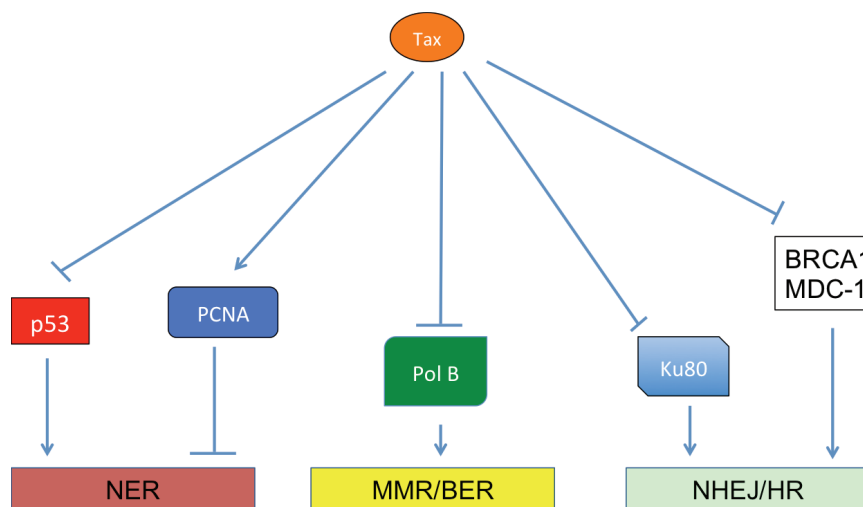 Tax
BRCA1
MDC-1
p53
PCNA
Pol B
Ku80
NER
MMR/BER
NHEJ/HR